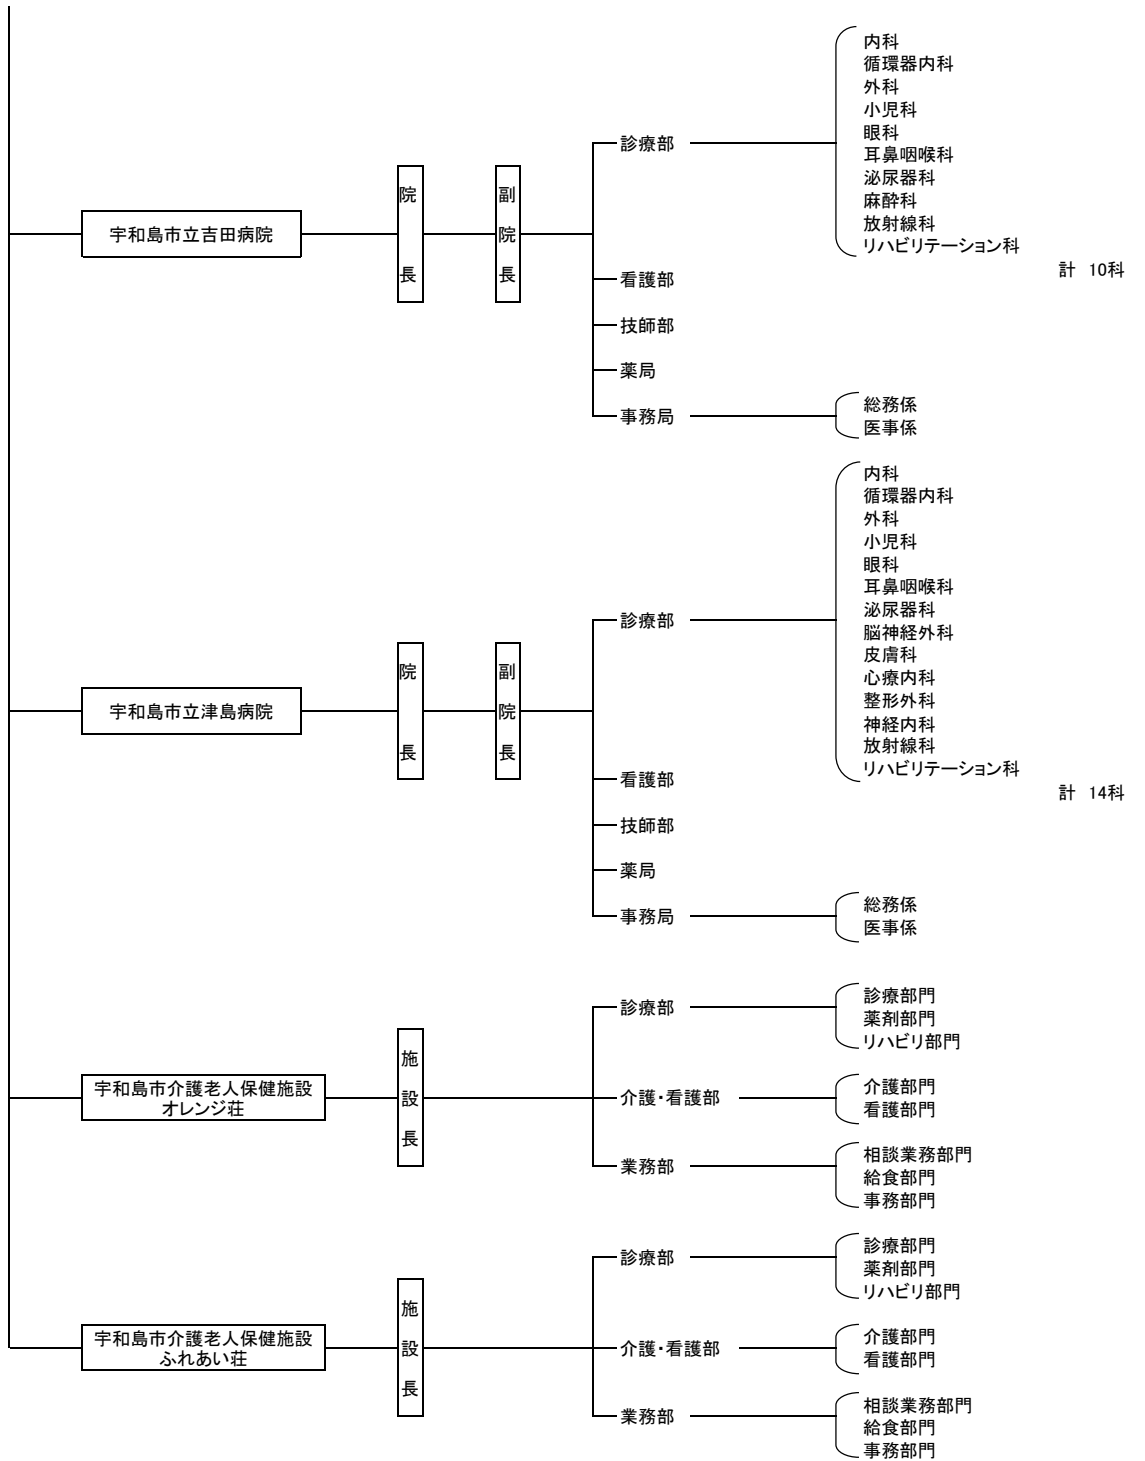 宇和島市立吉田病院
院長
副院長
診療部
内科
循環器内科
外科
小児科
眼科
耳鼻咽喉科
泌尿器科
麻酔科
放射線科
リハビリテーション科
計 10科
看護部
技師部
薬局
事務局
総務係
医事係
宇和島市立津島病院
院長
副院長
診療部
内科
循環器内科
外科
小児科
眼科
耳鼻咽喉科
泌尿器科
脳神経外科
皮膚科
心療内科
整形外科
神経内科
放射線科
リハビリテーション科
計 14科
看護部
技師部
薬局
事務局
総務係
医事係
宇和島市介護老人保健施設
オレンジ荘
施設長
診療部
診療部門
薬剤部門
リハビリ部門
介護・看護部
介護部門
看護部門
業務部
相談業務部門
給食部門
事務部門
宇和島市介護老人保健施設
ふれあい荘
施設長
診療部
診療部門
薬剤部門
リハビリ部門
介護・看護部
介護部門
看護部門
業務部
相談業務部門
給食部門
事務部門